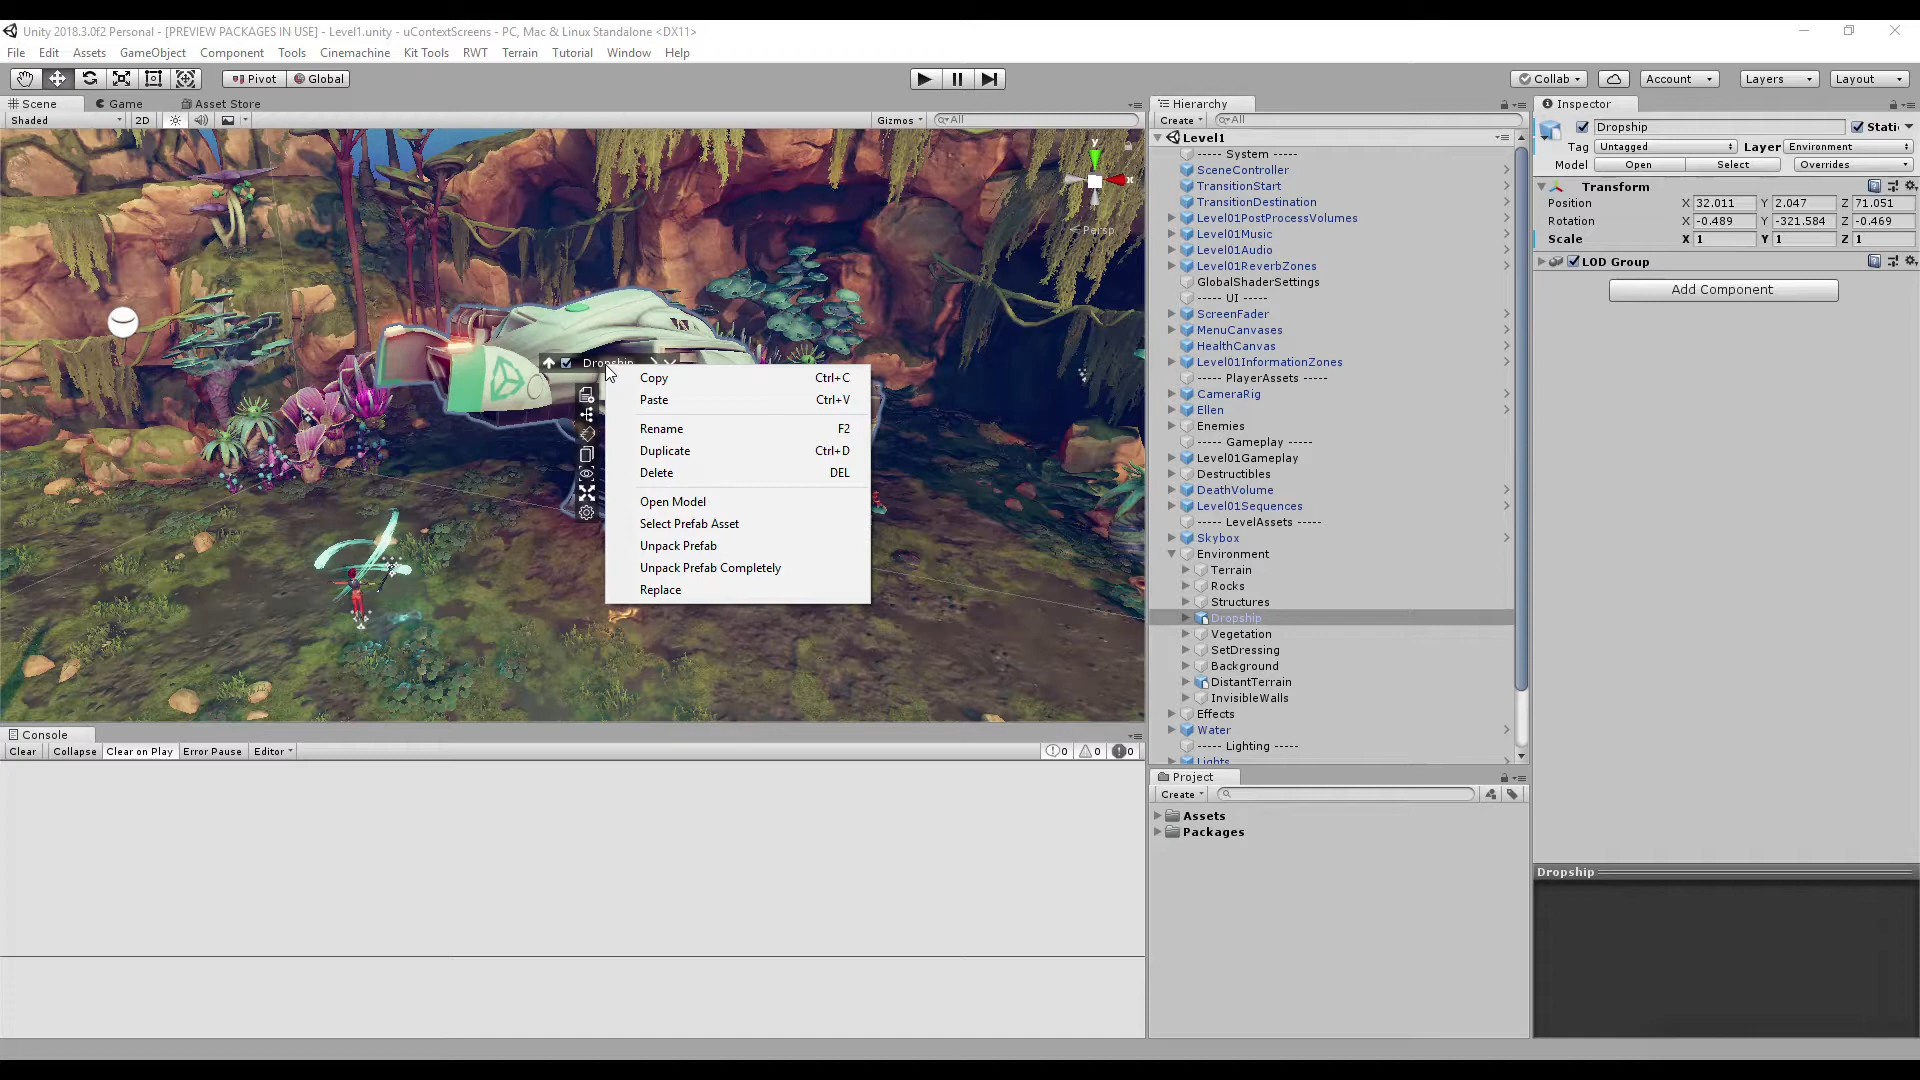 Unity 2018.3.0f2 Personal - [PREVIEW PACKAGES IN USE] - Level1.unity - uContextScreens - PC, Mac & Linux Standalone <DX11>
File Edit Assets GameObject Component Tools Cinemachine Kit Tools RWT Terrain Tutorial Window Help
Pivot Global Collab Account Layers Layout
Scene Game Asset Store
Shaded 2D Gizmos All
y
x
Persp
Dropship
Copy Ctrl+C
Paste Ctrl+V
Rename F2
Duplicate Ctrl+D
Delete DEL
Open Model
Select Prefab Asset
Unpack Prefab
Unpack Prefab Completely
Replace
Console
Clear Collapse Clear on Play Error Pause Editor 0 0 0
Hierarchy
Create All
Level1
----- System -----
SceneController
TransitionStart
TransitionDestination
Level01PostProcessVolumes
Level01Music
Level01Audio
Level01ReverbZones
GlobalShaderSettings
----- UI -----
ScreenFader
MenuCanvases
HealthCanvas
Level01InformationZones
----- PlayerAssets -----
CameraRig
Ellen
Enemies
----- Gameplay -----
Level01Gameplay
Destructibles
DeathVolume
Level01Sequences
----- LevelAssets -----
Skybox
Environment
Terrain
Rocks
Structures
Dropship
Vegetation
SetDressing
Background
DistantTerrain
InvisibleWalls
Effects
Water
----- Lighting -----
Lights
Project
Create
Assets
Packages
Inspector
Dropship Stati
Tag Untagged Layer Environment
Model Open Select Overrides
Transform
Position X 32.011 Y 2.047 Z 71.051
Rotation X -0.489 Y -321.584 Z -0.469
Scale X 1 Y 1 Z 1
LOD Group
Add Component
Dropship